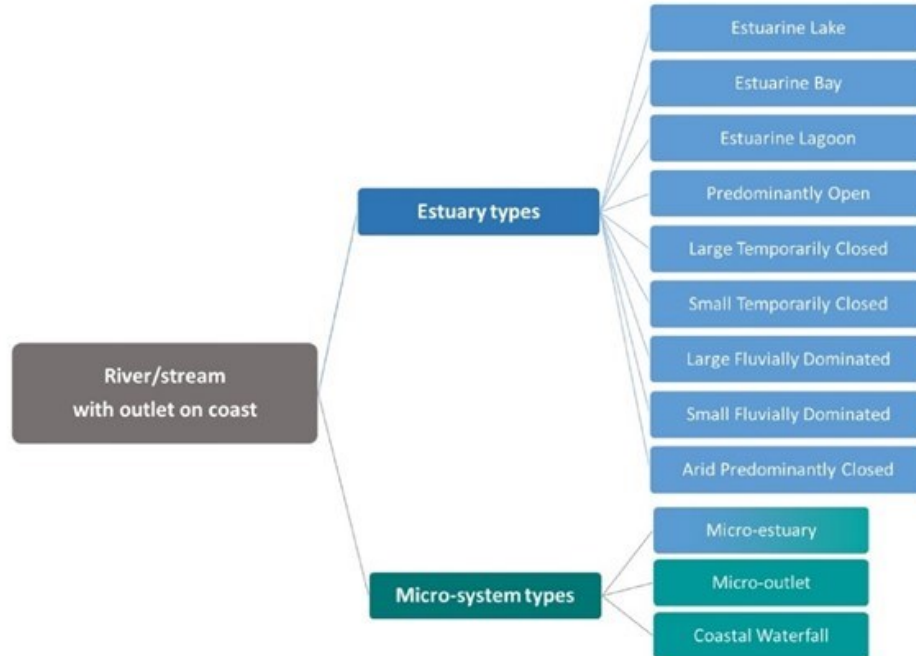 Estuarine Lake
Estuarine Bay
Estuarine Lagoon
Predominantly Open
Estuary types
Large Temporarily Closed
Small Temporarily Closed
Large Fluvially Dominated
River/stream
with outlet on coast
Small Fluvially Dominated
Arid Predominantly Closed
Micro-estuary
Micro-system types
Micro-outlet
Coastal Waterfall